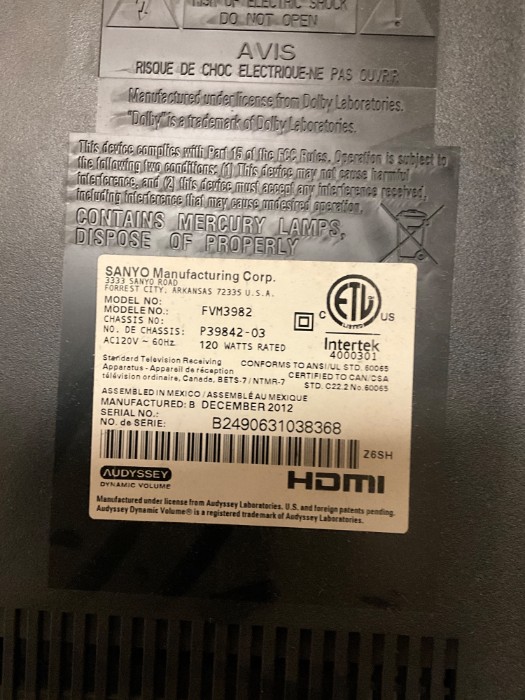 RISK OF ELECTRIC SHOCK
DO NOT OPEN
AVIS
RISQUE DE CHOC ELECTRIQUE-NE PAS OUVRIR
Manufactured under license from Dolby Laboratories.
"Dolby" is a trademark of Dolby Laboratories.
This device complies with Part 15 of the FCC Rules. Operation is subject to
the following two conditions: (1) This device may not cause harmful
interference, and (2) this device must accept any interference received,
including interference that may cause undesired operation.
CONTAINS MERCURY LAMPS,
DISPOSE OF PROPERLY
SANYO Manufacturing Corp.
3333 SANYO ROAD
FORREST CITY, ARKANSAS 72335 U.S.A.
MODEL NO:
MODELE NO.: FVM3982
CHASSIS NO:
NO. DE CHASSIS: P39842-03
AC120V ~ 60Hz 120 WATTS RATED
C ETL US
LISTED
Intertek
4000301
Standard Television Receiving
Apparatus - Appareil de réception
télévision ordinaire, Canada, BETS-7/NTMR-7
CONFORMS TO ANSI/UL STD. 60065
CERTIFIED TO CAN/CSA
STD. C22.2 No. 60065
ASSEMBLED IN MEXICO / ASSEMBLÉ AU MEXIQUE
MANUFACTURED: B DECEMBER 2012
SERIAL NO.:
NO. de SERIE: B2490631038368
Z6SH
AUDYSSEY
DYNAMIC VOLUME
HDMI
Manufactured under license from Audyssey Laboratories. U.S. and foreign patents pending.
Audyssey Dynamic Volume® is a registered trademark of Audyssey Laboratories.